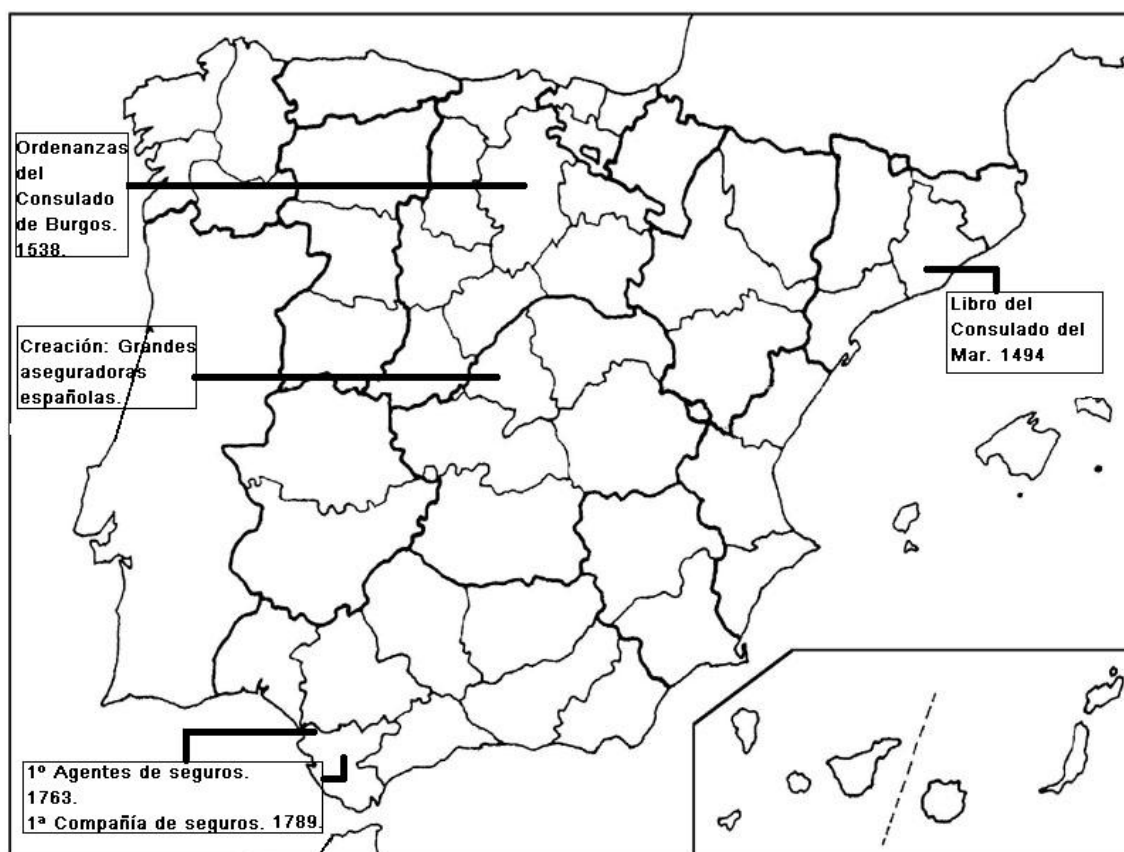 Ordenanzas
del
Consulado
de Burgos.
1538.
Creación: Grandes
aseguradoras
españolas.
Libro del
Consulado del
Mar. 1494
1º Agentes de seguros.
1763.
1ª Compañía de seguros. 1789.